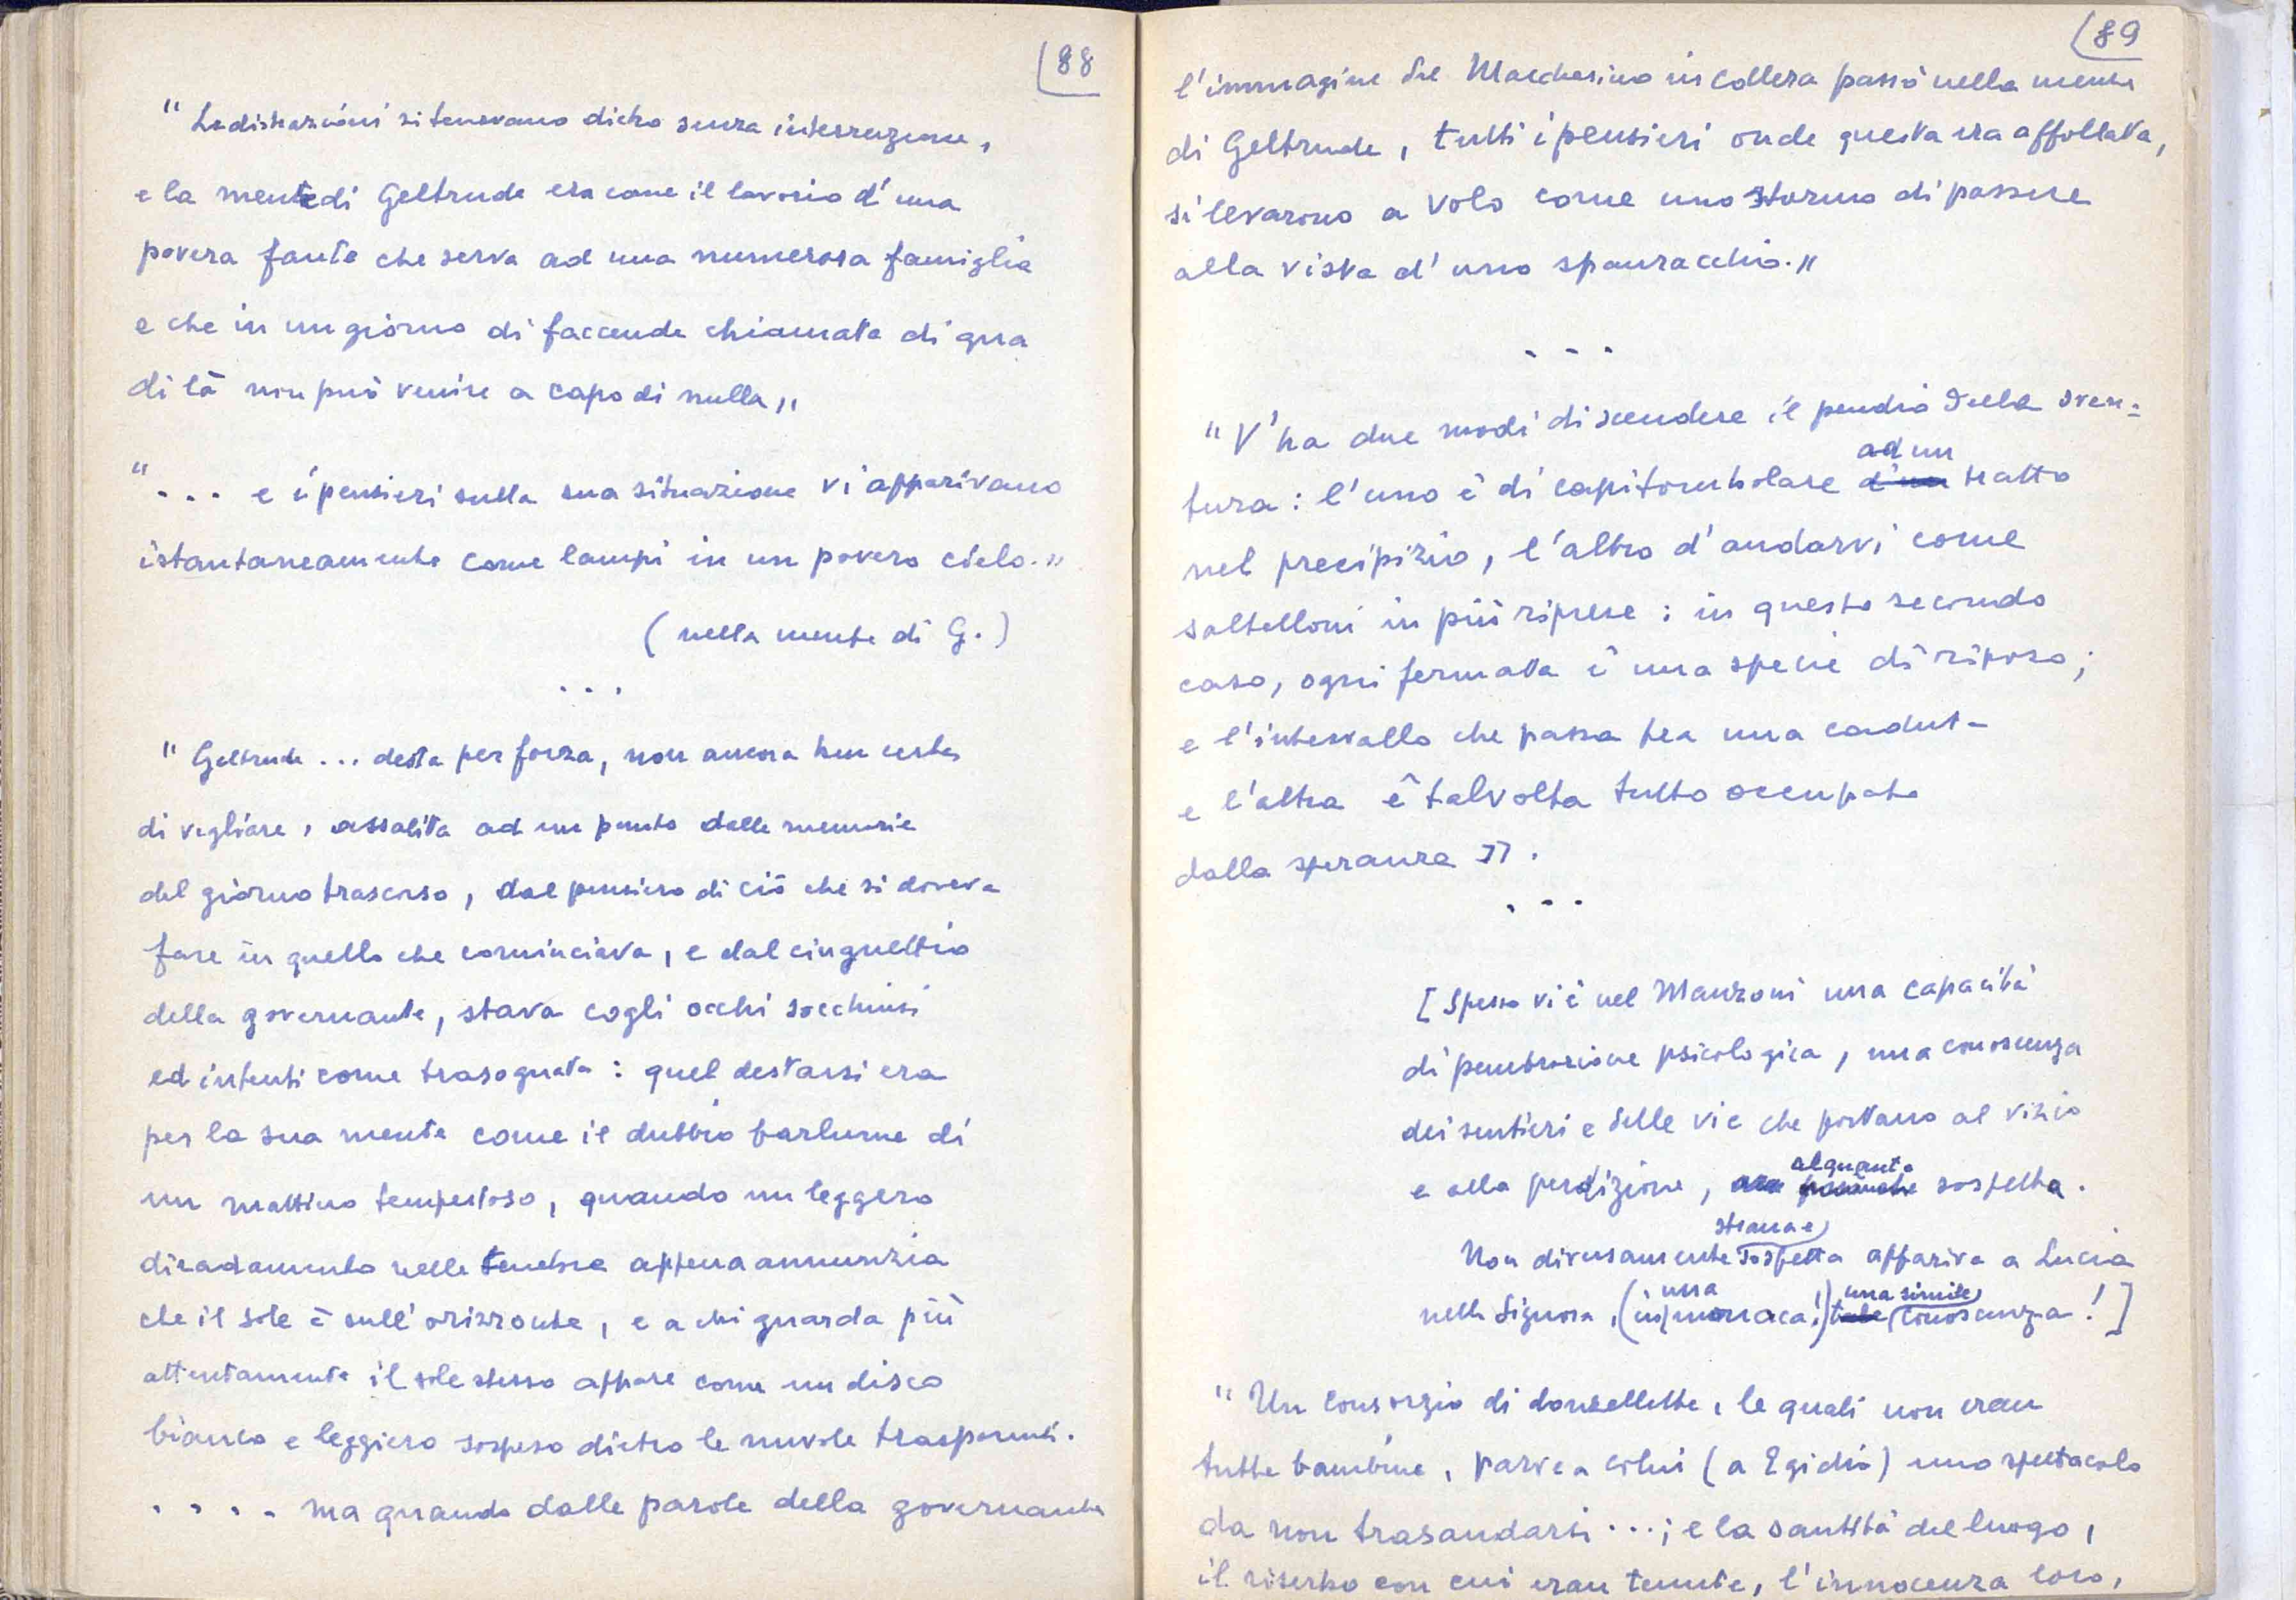 88
" Le distrazioni si tenevano dietro senza interruzione,
e la mente di Geltrude era come il lavorio d'una
povera fante che serva ad una numerosa famiglia
e che in un giorno di faccende chiamata di qua
di là non può venire a capo di nulla "
" . . . e i pensieri sulla sua situazione vi apparivano
istantaneamente come lampi in un povero cielo. "
( nella mente di G. )
. . .
" Geltrude ... desta per forza, non ancora ben certa
di vegliare, assalita ad un punto dalle memorie
del giorno trascorso, dal pensiero di ciò che si doveva
fare in quello che cominciava, e dal cinguettio
della governante, stava cogli occhi socchiusi
ed intenti come trasognata : quel destarsi era
per la sua mente come il dubbio barlume di
un mattino tempestoso, quando un leggero
diradamento nelle tenebre appena annunzia
che il sole è sull'orizzonte, e a chi guarda più
attentamente il sole stesso appare come un disco
bianco e leggiero sospeso dietro le nuvole trasparenti.
. . . . ma quando dalle parole della governante
89
l'immagine del Marchesino in collera passò nella mente
di Geltrude, tutti i pensieri onde questa era affollata,
si levarono a volo come uno stormo di passere
alla vista d'uno spauracchio. "
- - -
" V'ha due modi di scendere il pendio della sven=
tura : l'uno è di capitombolare d'un ad un tratto
nel precipizio, l'altro d'andarvi come
saltelloni in più riprese ; in questo secondo
caso, ogni fermata è una specie di riposo ;
e l'intervallo che passa fra una caduta
e l'altra è talvolta tutto occupato
dalla speranza ".
. - -
[ Spesso vi è nel Manzoni una capacità
di penetrazione psicologica, una conoscenza
dei sentieri e delle vie che portano al vizio
e alla perdizione, alquanto sospetta.
Non diversamente strana e sospetta appariva a Lucia
nella Signora, (in una monaca!) tale una simile conoscenza ! ]
" Un consorzio di donzellette, le quali non eran
tutte bambine, parve a colui (a Egidio) uno spettacolo
da non trasandarsi ... ; e la santità del luogo,
il riserbo con cui eran tenute, l'innocenza loro,